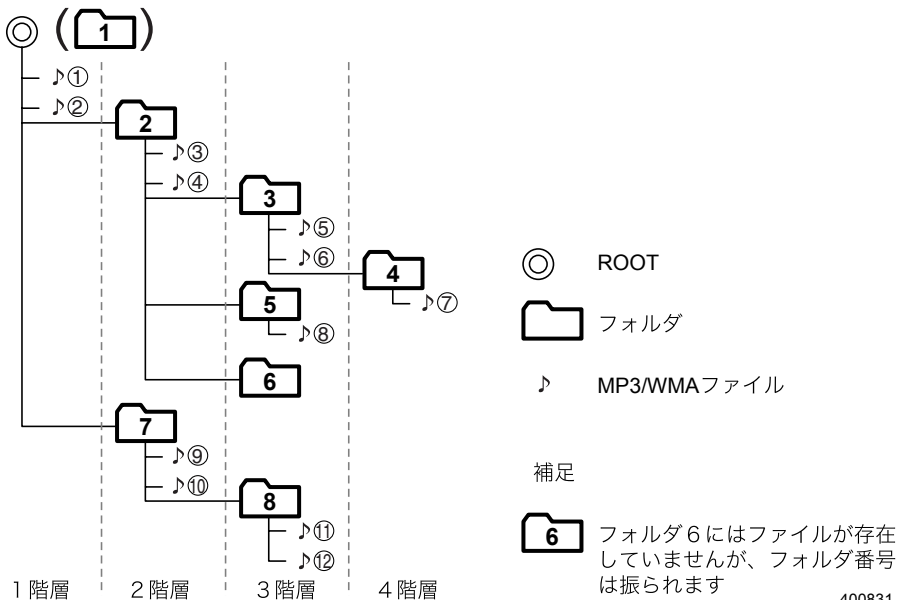 (1)
♪①
♪②
2
♪③
♪④
3
♪⑤
♪⑥
4
♪⑦
5
♪⑧
6
7
♪⑨
♪⑩
8
♪⑪
♪⑫
1階層
2階層
3階層
4階層
ROOT
フォルダ
♪ MP3/WMAファイル
補足
6
フォルダ6にはファイルが存在
していませんが、フォルダ番号
は振られます
400831